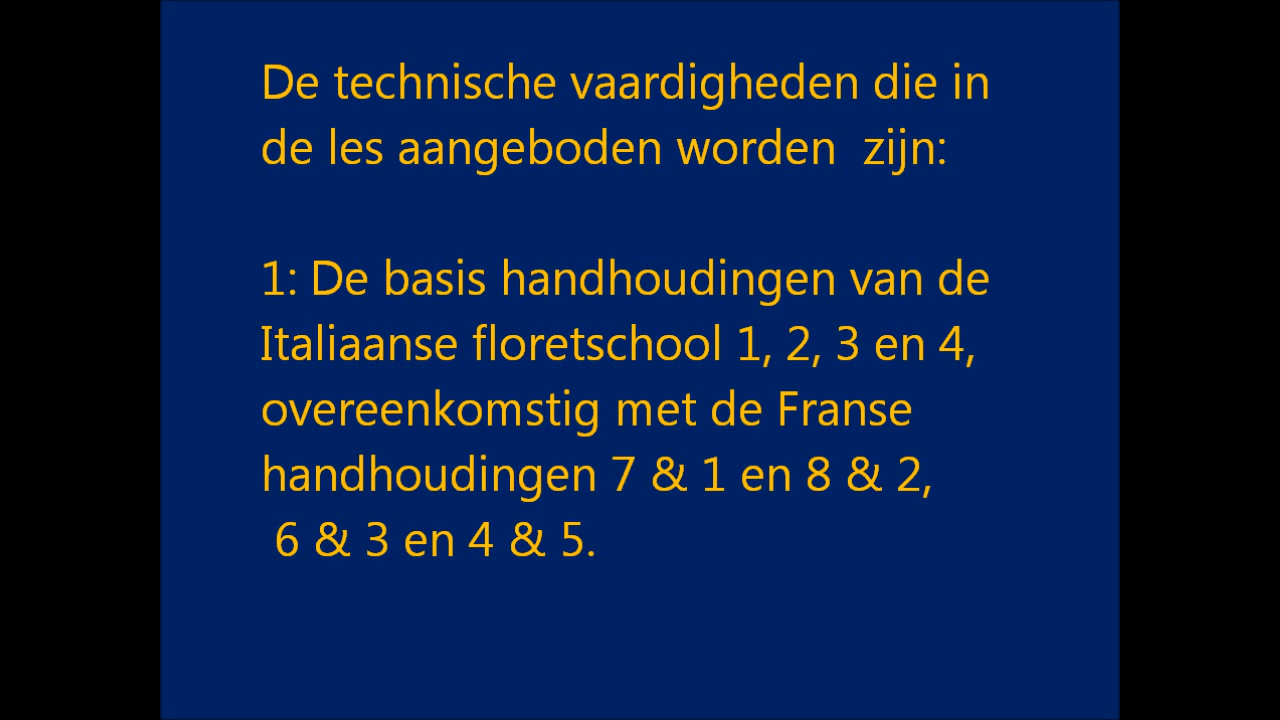 De technische vaardigheden die in
de les aangeboden worden  zijn:
1: De basis handhoudingen van de
Italiaanse floretschool 1, 2, 3 en 4,
overeenkomstig met de Franse
handhoudingen 7 & 1 en 8 & 2,
6 & 3 en 4 & 5.